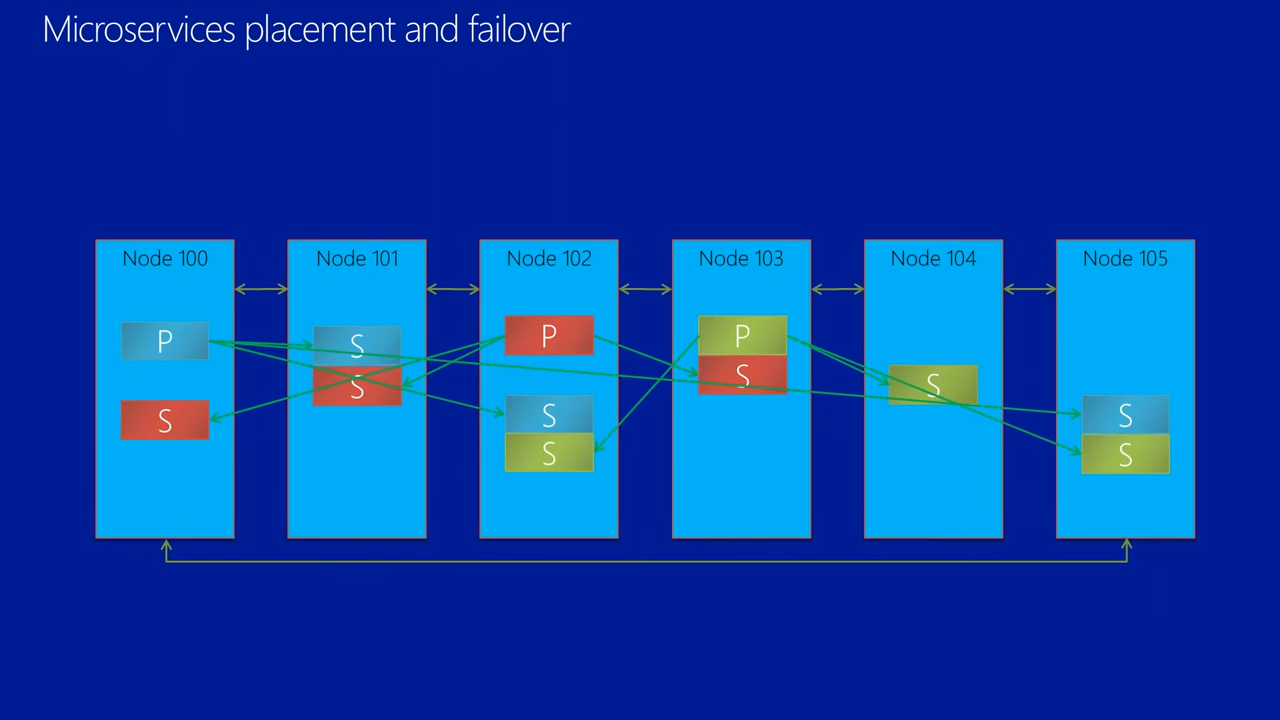 Microservices placement and failover
Node 100
Node 101
Node 102
Node 103
Node 104
Node 105
P
S
S
S
P
S
S
P
S
S
S
S